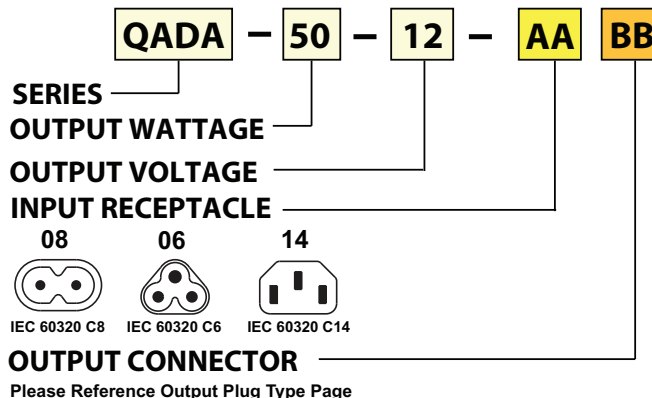 QADA – 50 – 12 – AA BB
SERIES
OUTPUT WATTAGE
OUTPUT VOLTAGE
INPUT RECEPTACLE
08 06 14
IEC 60320 C8 IEC 60320 C6 IEC 60320 C14
OUTPUT CONNECTOR
Please Reference Output Plug Type Page